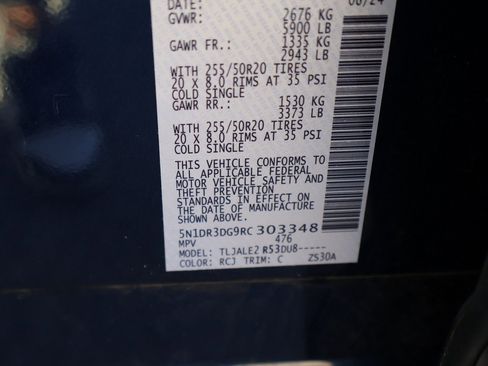 DATE: 06/24
GVWR: 2676 KG
5900 LB
GAWR FR.: 1335 KG
2943 LB
WITH 255/50R20 TIRES
20 X 8.0 RIMS AT 35 PSI
COLD SINGLE
GAWR RR.: 1530 KG
3373 LB
WITH 255/50R20 TIRES
20 X 8.0 RIMS AT 35 PSI
COLD SINGLE
THIS VEHICLE CONFORMS TO
ALL APPLICABLE FEDERAL
MOTOR VEHICLE SAFETY AND
THEFT PREVENTION
STANDARDS IN EFFECT ON
THE DATE OF MANUFACTURE
SHOWN ABOVE.
5N1DR3DG9RC303348
MPV 476
MODEL: TLJALE2 R53DU8-----
COLOR: RCJ TRIM: C ZS30A